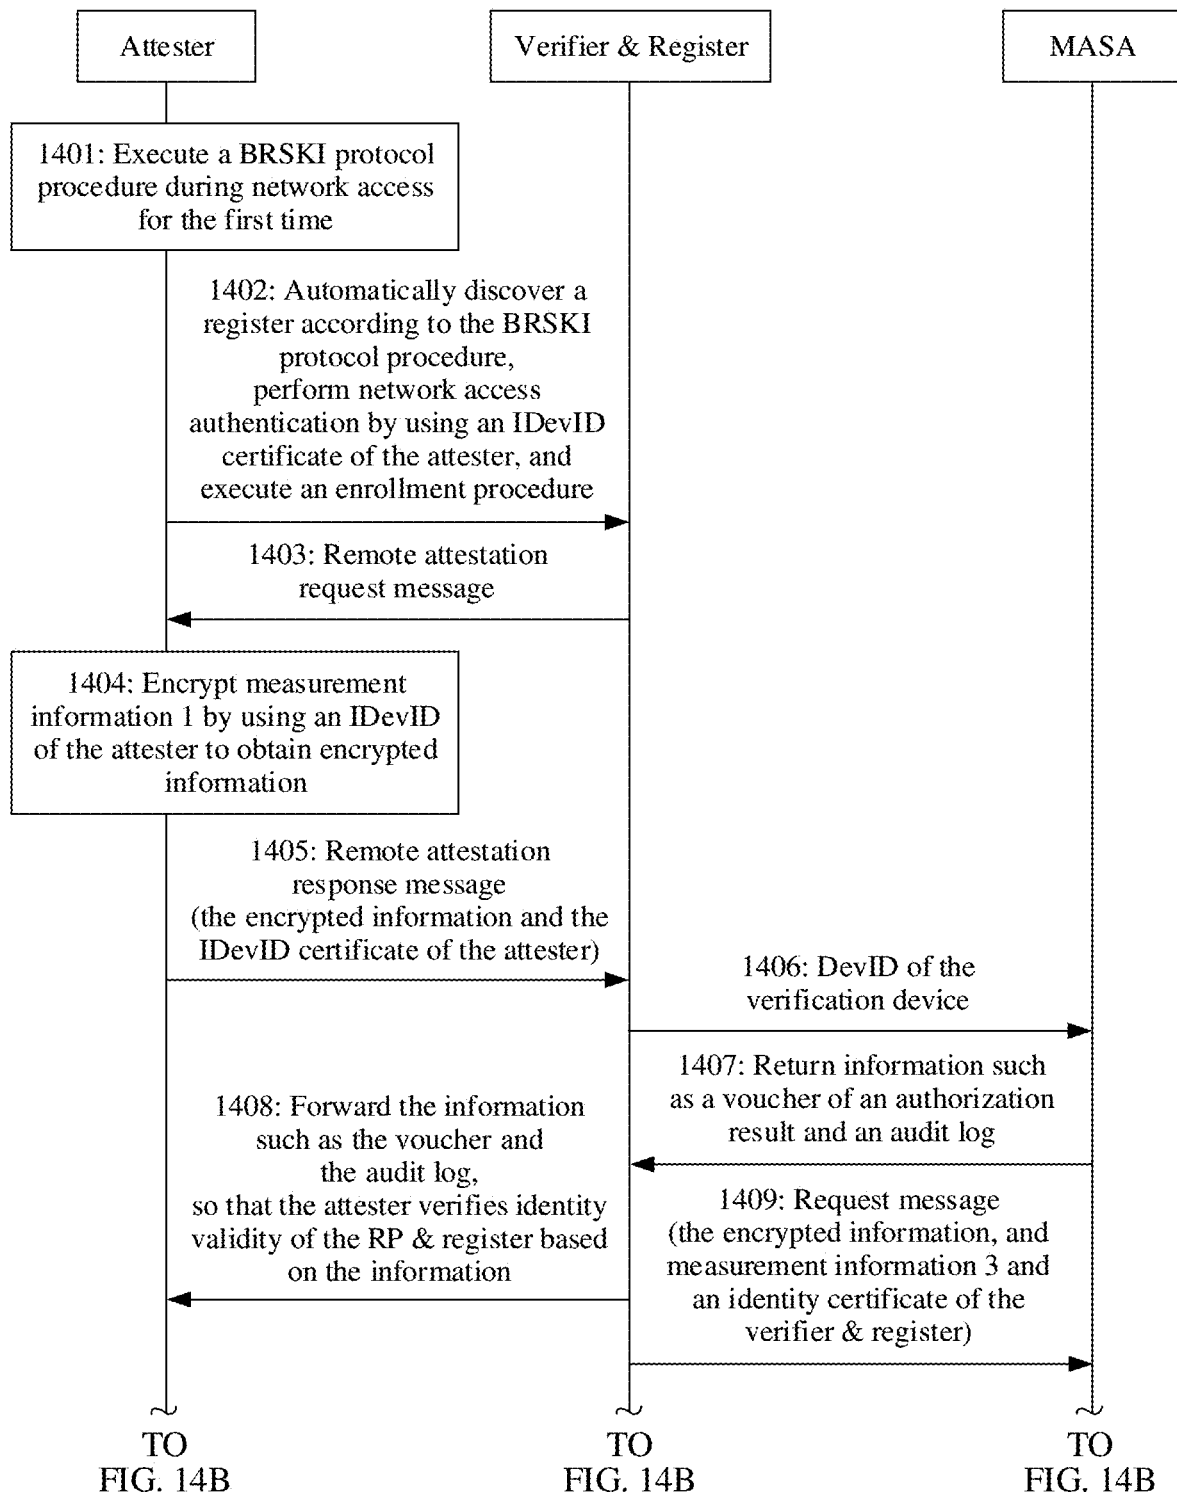 Attester
Verifier & Register
MASA
1401: Execute a BRSKI protocol
procedure during network access
for the first time
1402: Automatically discover a
register according to the BRSKI
protocol procedure,
perform network access
authentication by using an IDevID
certificate of the attester, and
execute an enrollment procedure
1403: Remote attestation
request message
1404: Encrypt measurement
information 1 by using an IDevID
of the attester to obtain encrypted
information
1405: Remote attestation
response message
(the encrypted information and the
IDevID certificate of the attester)
1406: DevID of the
verification device
1407: Return information such
as a voucher of an authorization
result and an audit log
1408: Forward the information
such as the voucher and
the audit log,
so that the attester verifies identity
validity of the RP & register based
on the information
1409: Request message
(the encrypted information, and
measurement information 3 and
an identity certificate of the
verifier & register)
TO
FIG. 14B
TO
FIG. 14B
TO
FIG. 14B